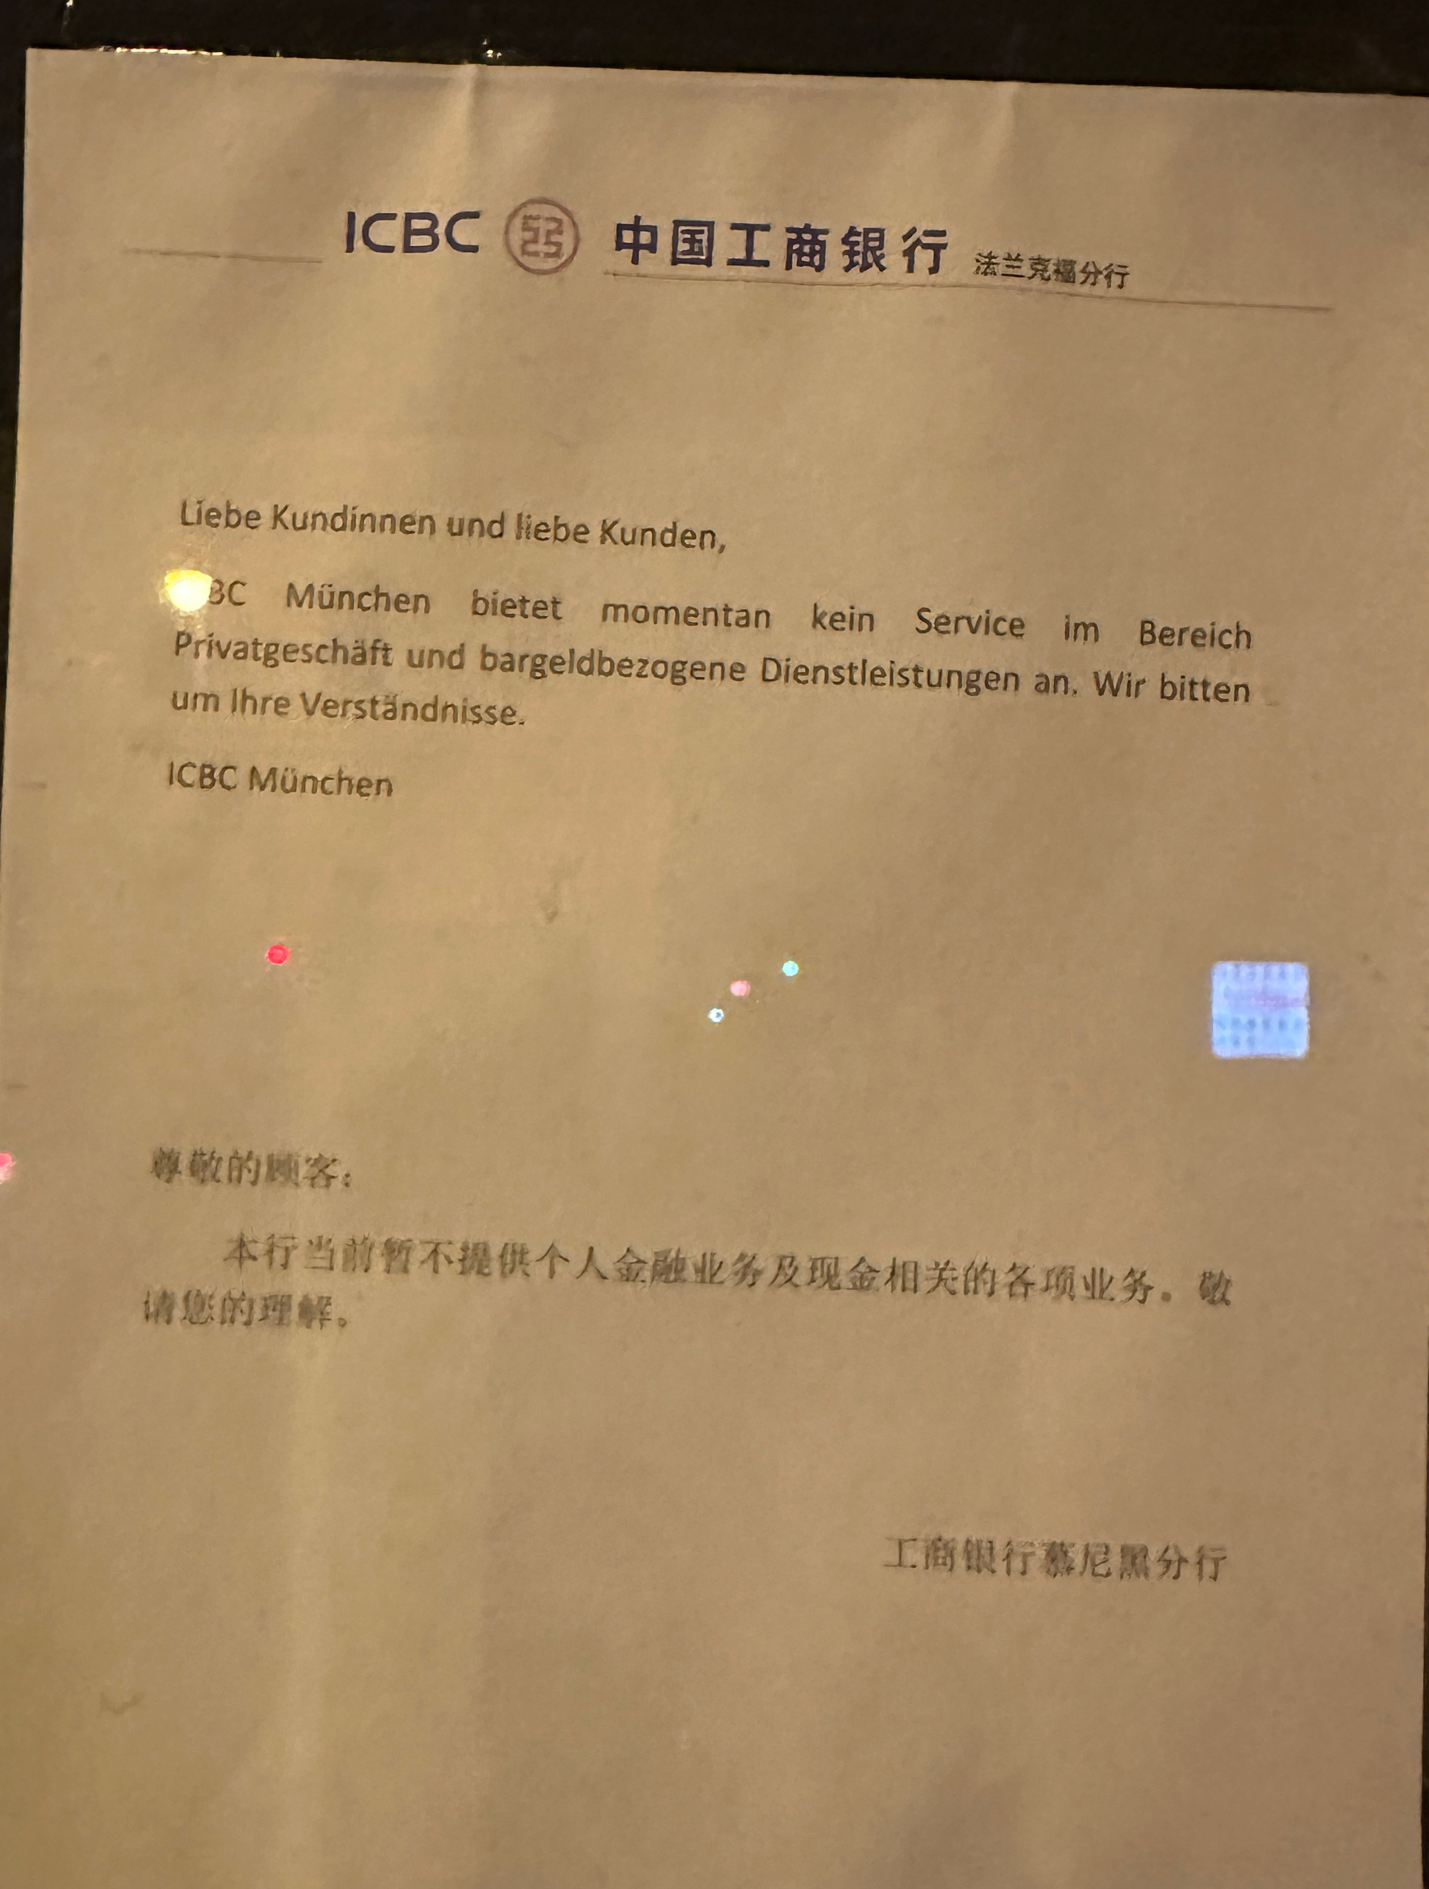 ICBC 中国工商银行 法兰克福分行
Liebe Kundinnen und liebe Kunden,
BC München bietet momentan kein Service im Bereich
Privatgeschäft und bargeldbezogene Dienstleistungen an. Wir bitten
um Ihre Verständnisse.
ICBC München
尊敬的顾客：
本行当前暂不提供个人金融业务及现金相关的各项业务。敬
请您的理解。
工商银行慕尼黑分行